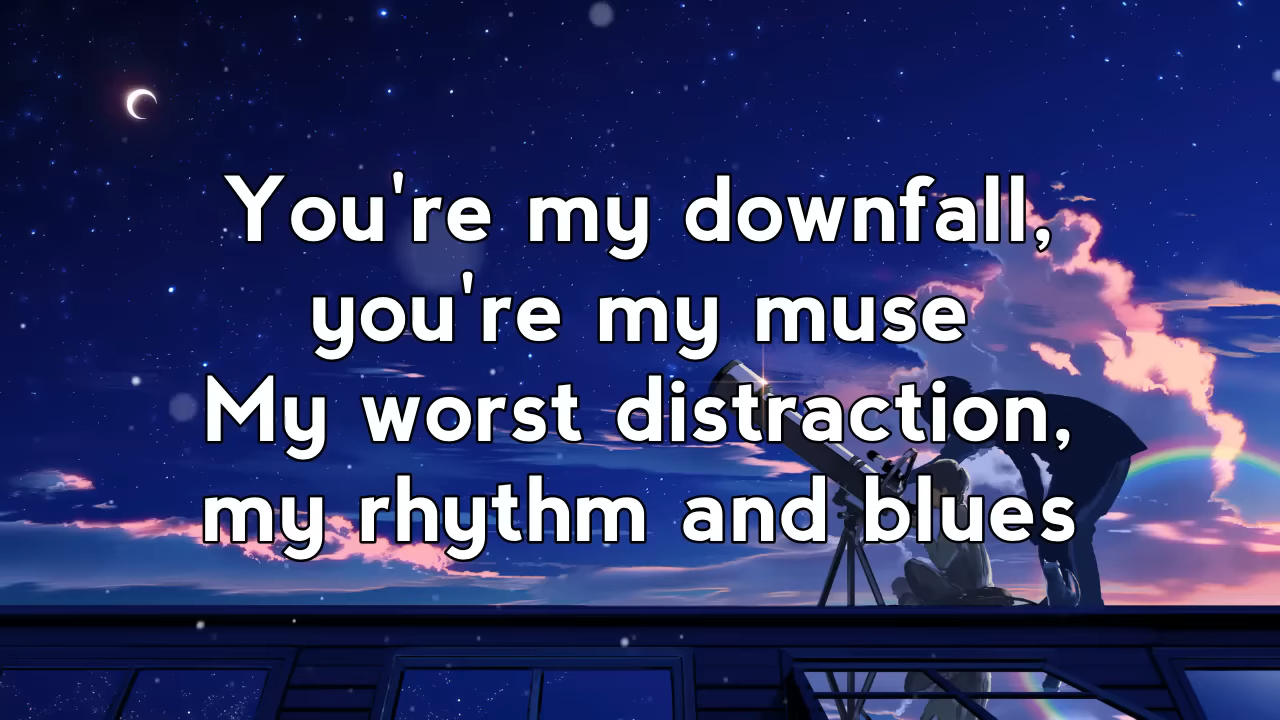 You're my downfall,
you're my muse
My worst distraction,
my rhythm and blues